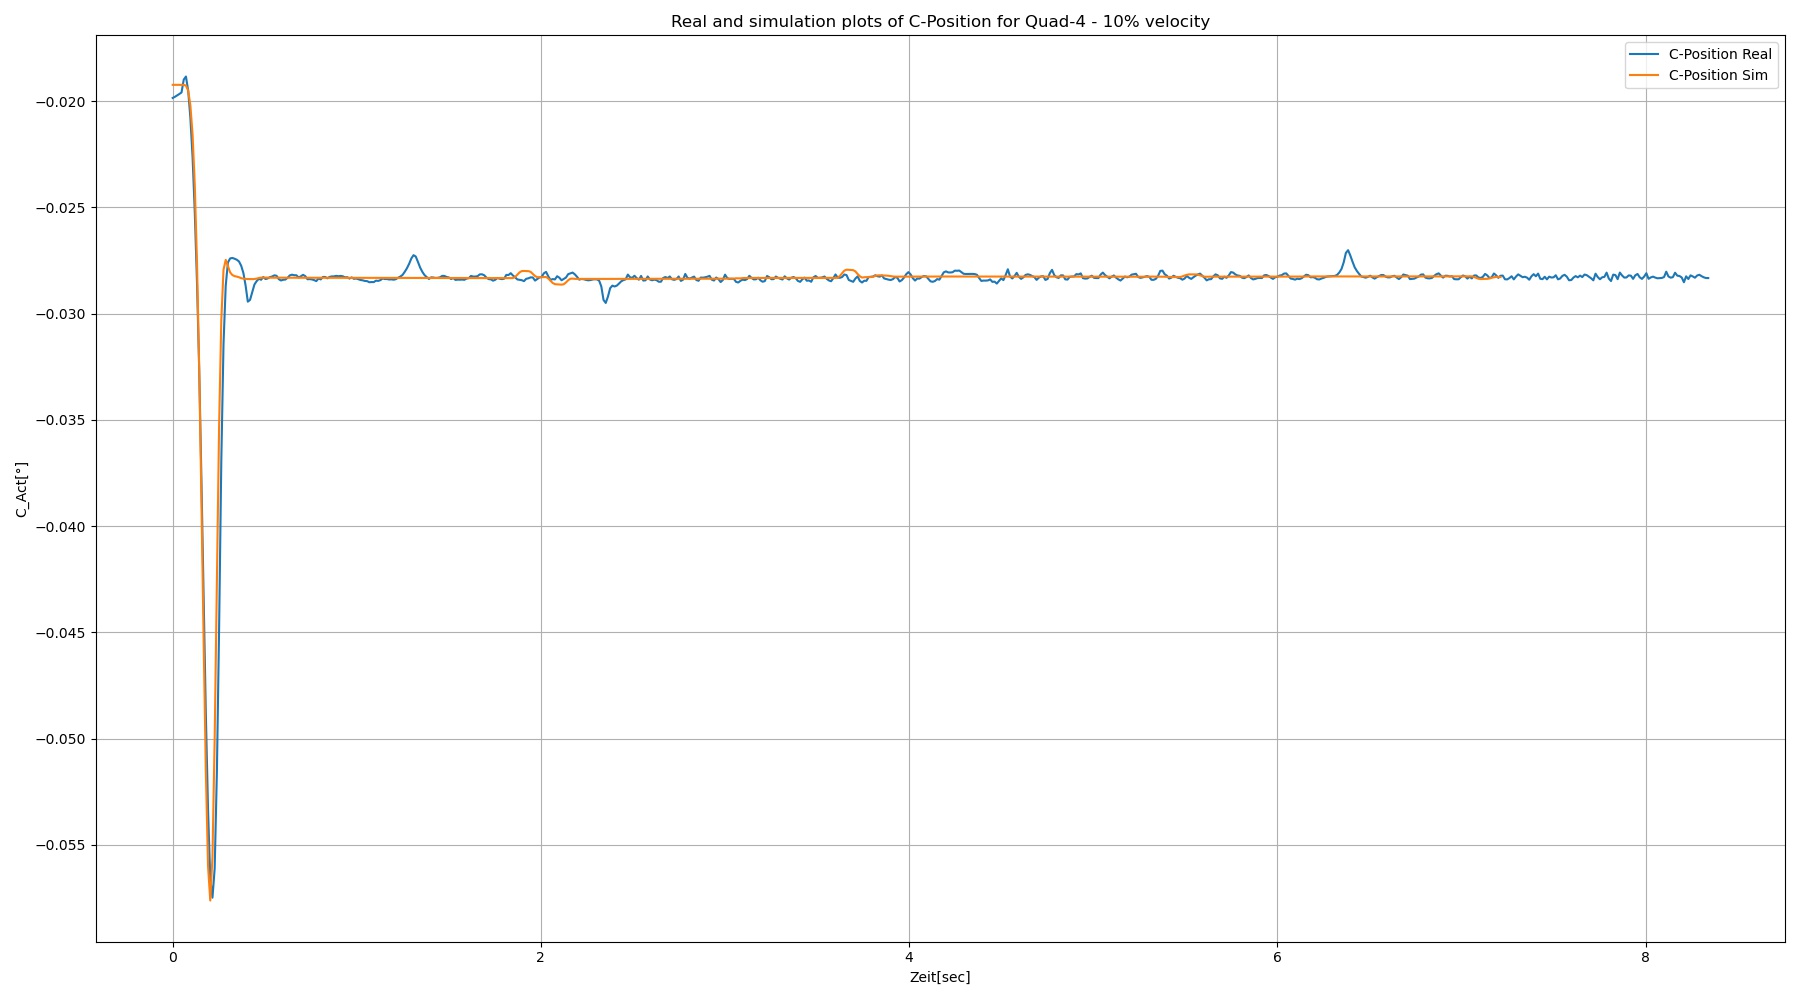 Real and simulation plots of C-Position for Quad-4 - 10% velocity
C-Position Real
C-Position Sim
−0.020
−0.025
−0.030
−0.035
−0.040
−0.045
−0.050
−0.055
C_Act[°]
0
2
4
6
8
Zeit[sec]